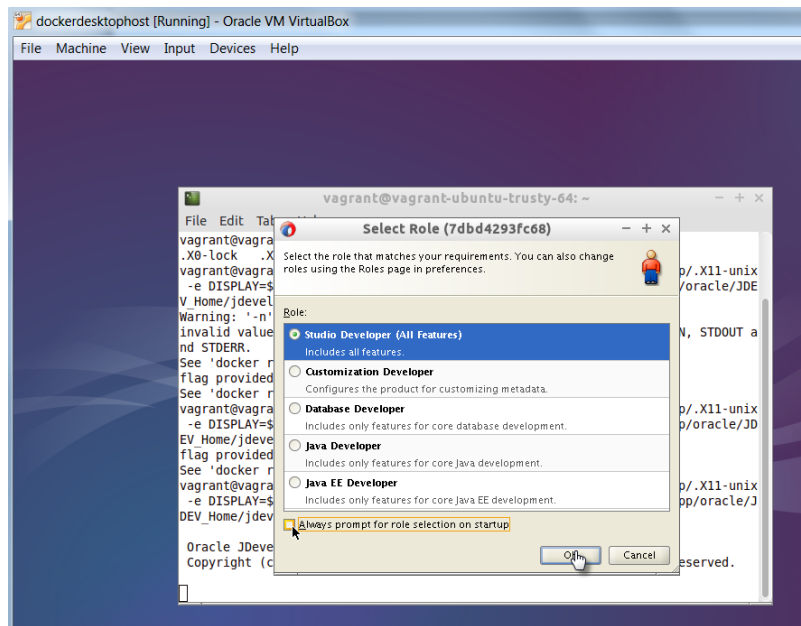 dockerdesktophost [Running] - Oracle VM VirtualBox
File Machine View Input Devices Help
vagrant@vagrant-ubuntu-trusty-64: ~
File Edit Tab
Select Role (7dbd4293fc68)
Select the role that matches your requirements. You can also change
roles using the Roles page in preferences.
Role:
Studio Developer (All Features)
Includes all features.
Customization Developer
Configures the product for customizing metadata.
Database Developer
Includes only features for core database development.
Java Developer
Includes only features for core Java development.
Java EE Developer
Includes only features for core Java EE development.
Always prompt for role selection on startup
Cancel
vagrant@vagra
.X0-lock .X
vagrant@vagra p/.X11-unix
-e DISPLAY=$ /oracle/JDE
V_Home/jdevel
Warning: '-n'
invalid value N, STDOUT a
nd STDERR.
See 'docker r
flag provided
See 'docker r
vagrant@vagra p/.X11-unix
-e DISPLAY=$ p/oracle/JD
EV_Home/jdeve
flag provided
See 'docker r
vagrant@vagra p/.X11-unix
-e DISPLAY=$ pp/oracle/J
DEV_Home/jdev
Oracle JDeve
Copyright (c eserved.